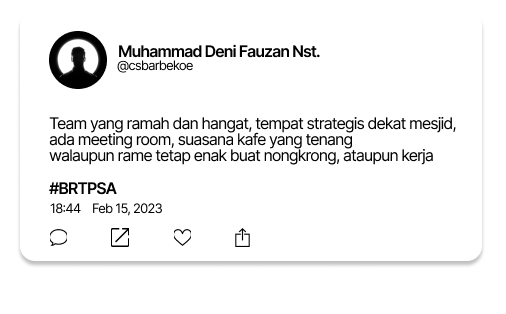 Muhammad Deni Fauzan Nst.
@csbarbekoe
Team yang ramah dan hangat, tempat strategis dekat mesjid,
ada meeting room, suasana kafe yang tenang
walaupun rame tetap enak buat nongkrong, ataupun kerja
#BRTPSA
18:44 Feb 15, 2023